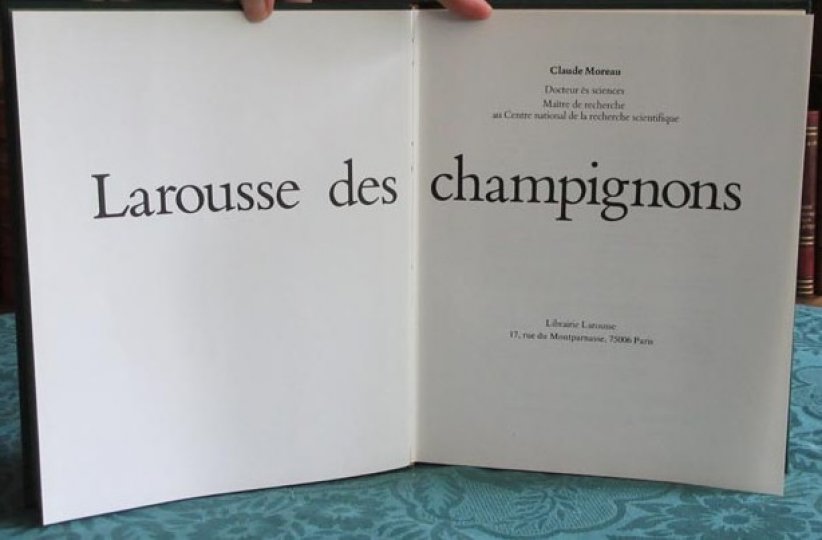 Claude Moreau
Docteur ès sciences
Maître de recherche
au Centre national de la recherche scientifique
Larousse des champignons
Librairie Larousse
17, rue du Montparnasse, 75006 Paris